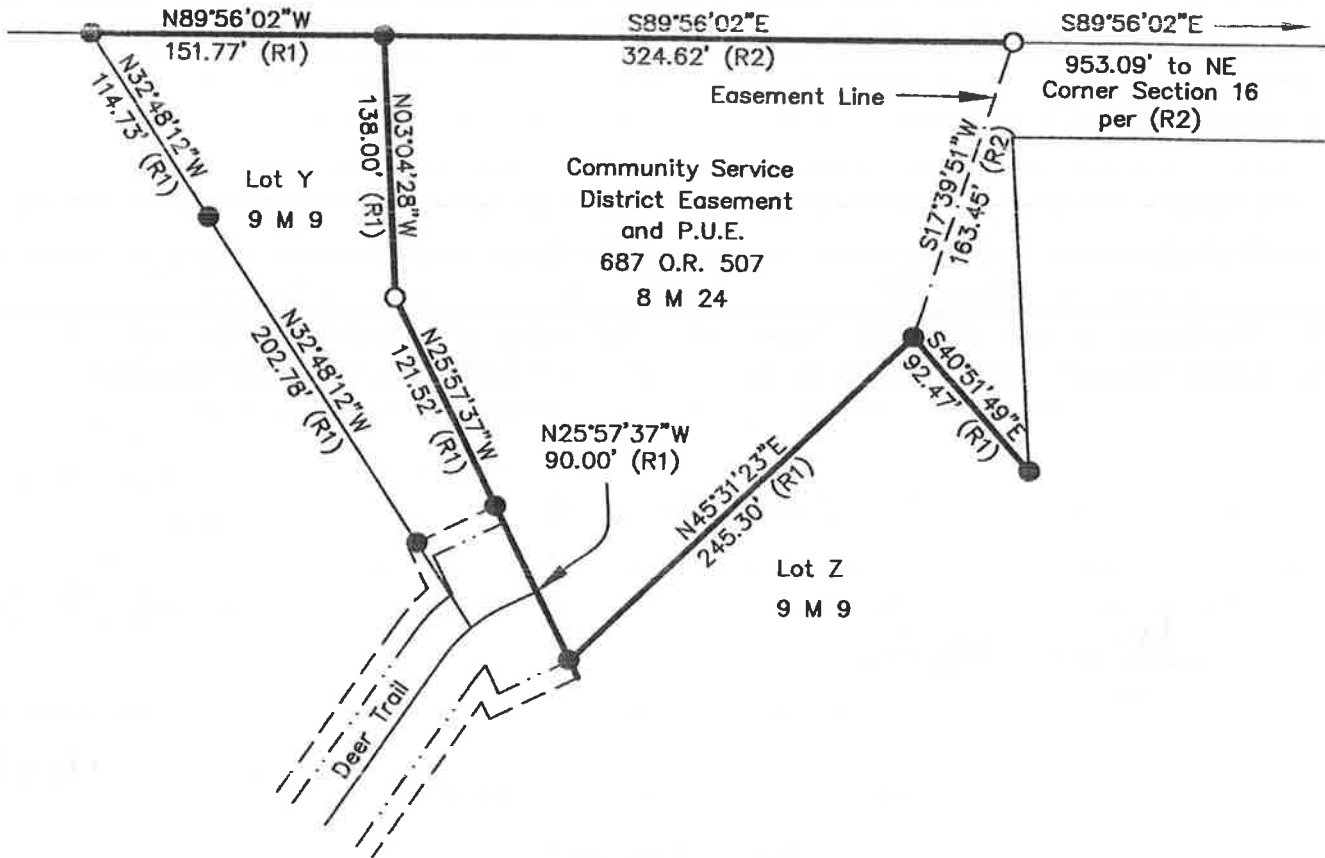 N89°56'02"W
151.77' (R1)
S89°56'02"E
324.62' (R2)
S89°56'02"E
953.09' to NE
Corner Section 16
per (R2)
N32°48'12"W
114.73' (R1)
Lot Y
9 M 9
N03°04'28"W
138.00' (R1)
Easement Line
Community Service
District Easement
and P.U.E.
687 O.R. 507
8 M 24
S17°39'51"W
163.45' (R2)
N32°48'12"W
202.78' (R1)
N25°57'37"W
121.52' (R1)
N25°57'37"W
90.00' (R1)
S40°51'49"E
92.47' (R1)
N45°31'23"E
245.30' (R1)
Lot Z
9 M 9
Deer Trail